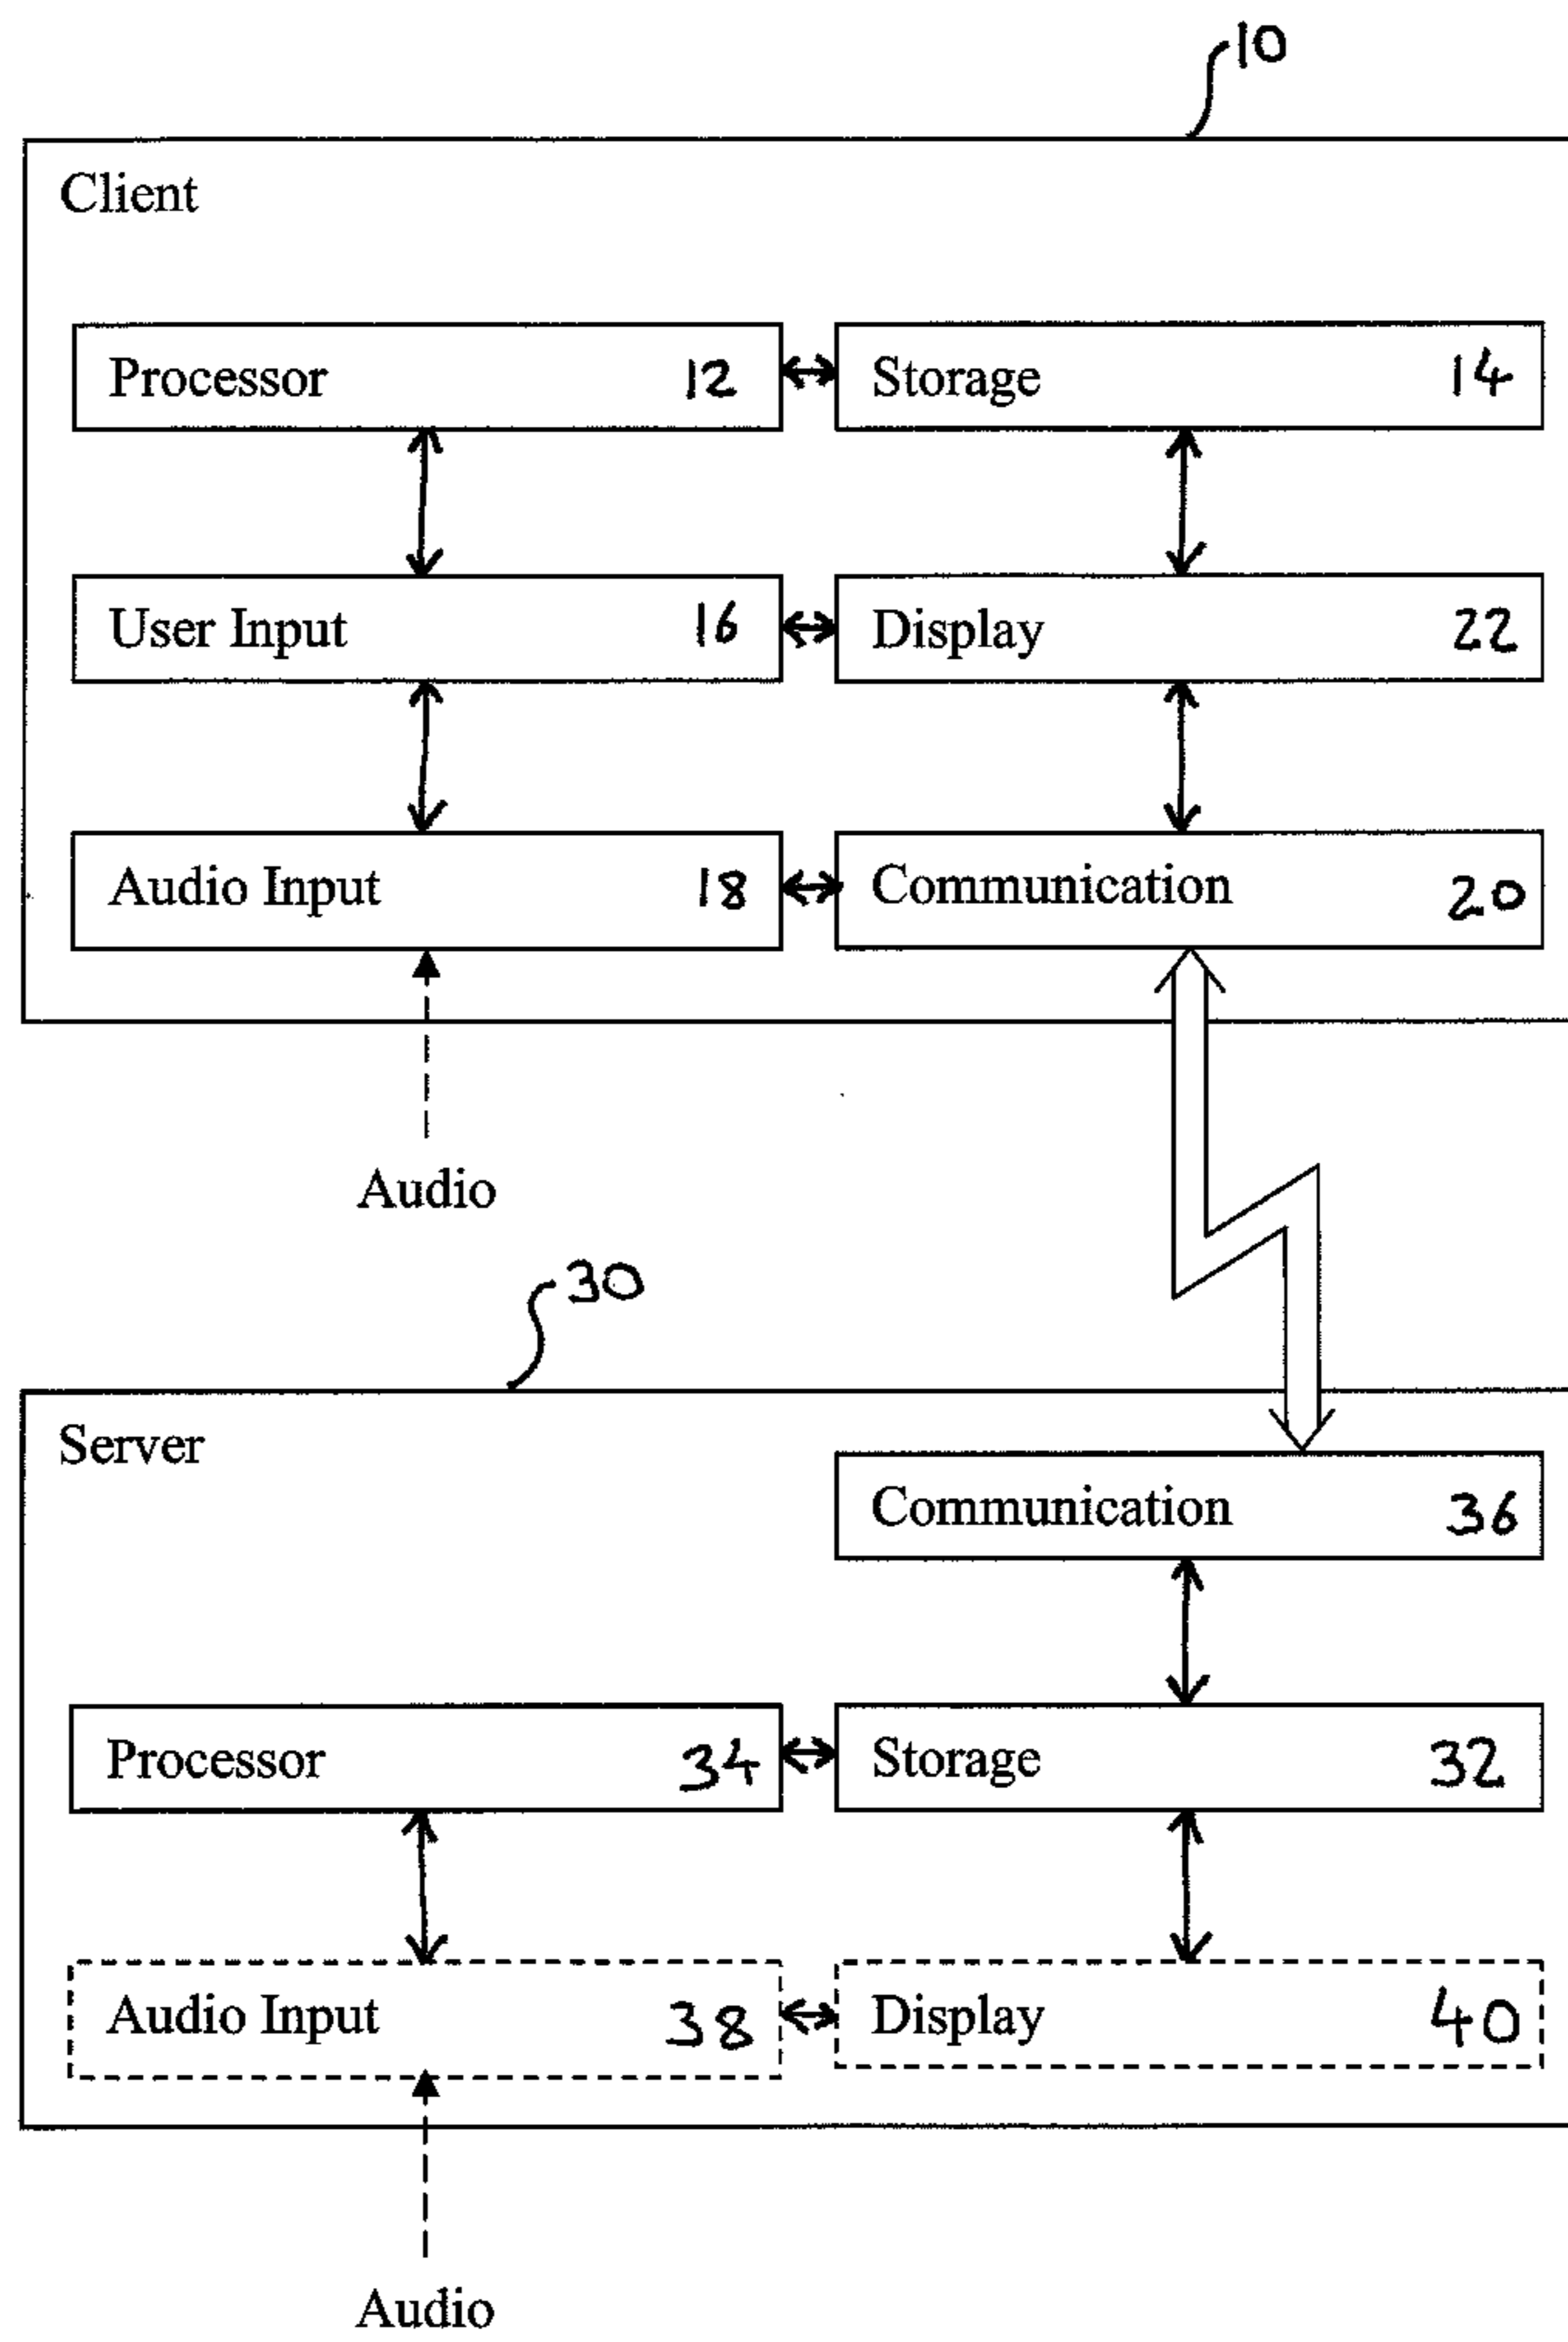 10
Client
Processor 12
Storage 14
User Input 16
Display 22
Audio Input 18
Communication 20
Audio
30
Server
Communication 36
Processor 34
Storage 32
Audio Input 38
Display 40
Audio